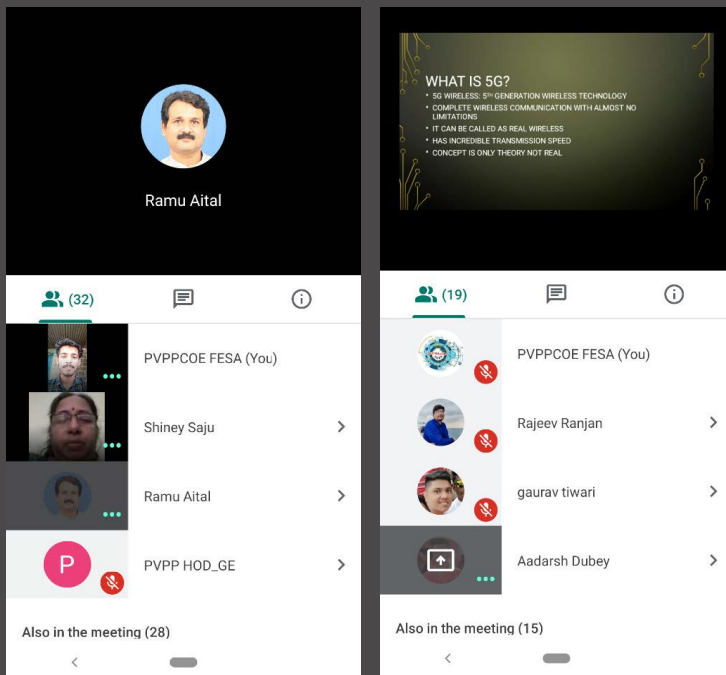 Ramu Aital
(32)
PVPPCOE FESA (You)
Shiney Saju
Ramu Aital
P
PVPP HOD_GE
Also in the meeting (28)
WHAT IS 5G?
• 5G WIRELESS: 5TH GENERATION WIRELESS TECHNOLOGY
• COMPLETE WIRELESS COMMUNICATION WITH ALMOST NO
LIMITATIONS
• IT CAN BE CALLED AS REAL WIRELESS
• HAS INCREDIBLE TRANSMISSION SPEED
• CONCEPT IS ONLY THEORY NOT REAL
(19)
PVPPCOE FESA (You)
Rajeev Ranjan
gaurav tiwari
Aadarsh Dubey
Also in the meeting (15)